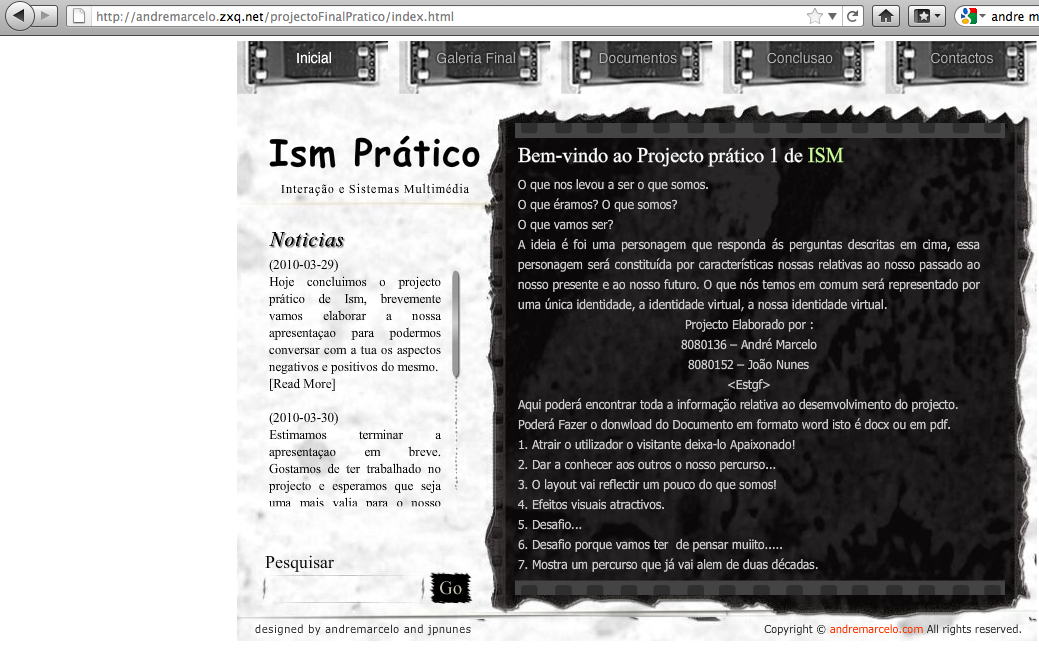 http://andremarcelo.zxq.net/projectoFinalPratico/index.html
andre m
Inicial
Galeria Final
Documentos
Conclusao
Contactos
Ism Prático
Interação e Sistemas Multimédia
Noticias
(2010-03-29)
Hoje concluimos o projecto
prático de Ism, brevemente
vamos elaborar a nossa
apresentaçao para podermos
conversar com a tua os aspectos
negativos e positivos do mesmo.
[Read More]
(2010-03-30)
Estimamos terminar a
apresentaçao em breve.
Gostamos de ter trabalhado no
projecto e esperamos que seja
uma mais valia para o nosso
Pesquisar
Go
Bem-vindo ao Projecto prático 1 de ISM
O que nos levou a ser o que somos.
O que éramos? O que somos?
O que vamos ser?
A ideia é foi uma personagem que responda ás perguntas descritas em cima, essa
personagem será constituída por características nossas relativas ao nosso passado ao
nosso presente e ao nosso futuro. O que nós temos em comum será representado por
uma única identidade, a identidade virtual, a nossa identidade virtual.
Projecto Elaborado por :
8080136 – André Marcelo
8080152 – João Nunes
<Estgf>
Aqui poderá encontrar toda a informação relativa ao desemvolvimento do projecto.
Poderá Fazer o donwload do Documento em formato word isto é docx ou em pdf.
1. Atrair o utilizador o visitante deixa-lo Apaixonado!
2. Dar a conhecer aos outros o nosso percurso...
3. O layout vai reflectir um pouco do que somos!
4. Efeitos visuais atractivos.
5. Desafio...
6. Desafio porque vamos ter  de pensar muiito.....
7. Mostra um percurso que já vai alem de duas décadas.
designed by andremarcelo and jpnunes
Copyright © andremarcelo.com All rights reserved.